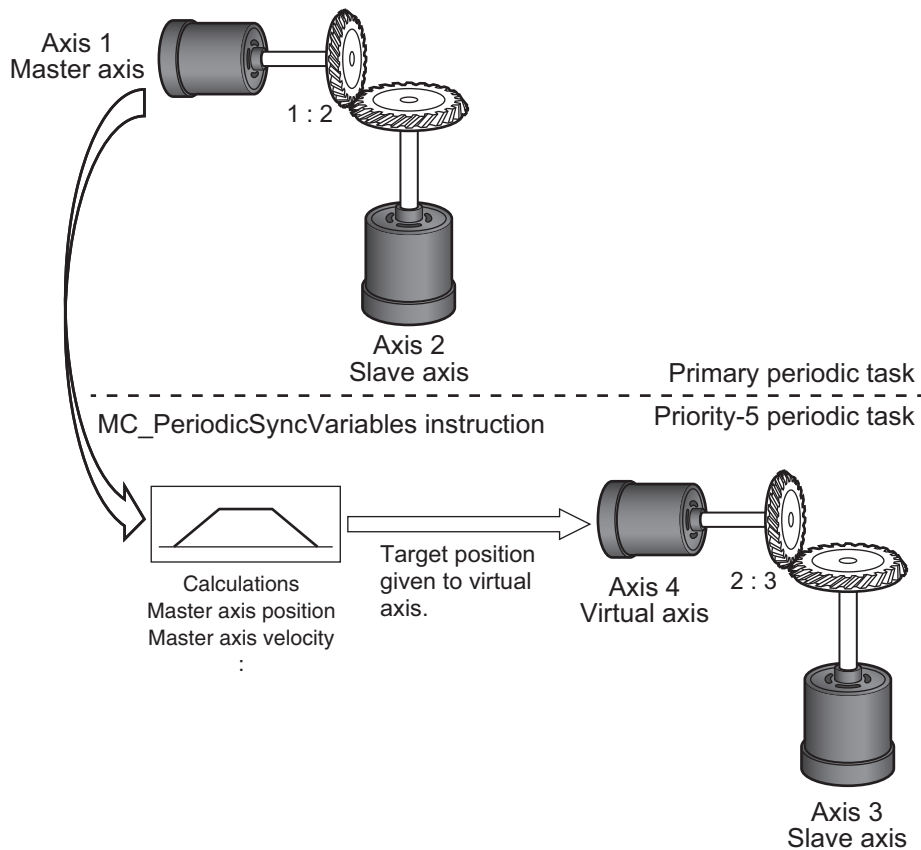 Axis 1
Master axis
1 : 2
Axis 2
Slave axis
Primary periodic task
MC_PeriodicSyncVariables instruction
Priority-5 periodic task
Calculations
Master axis position
Master axis velocity
:
Target position
given to virtual
axis.
Axis 4
Virtual axis
2 : 3
Axis 3
Slave axis